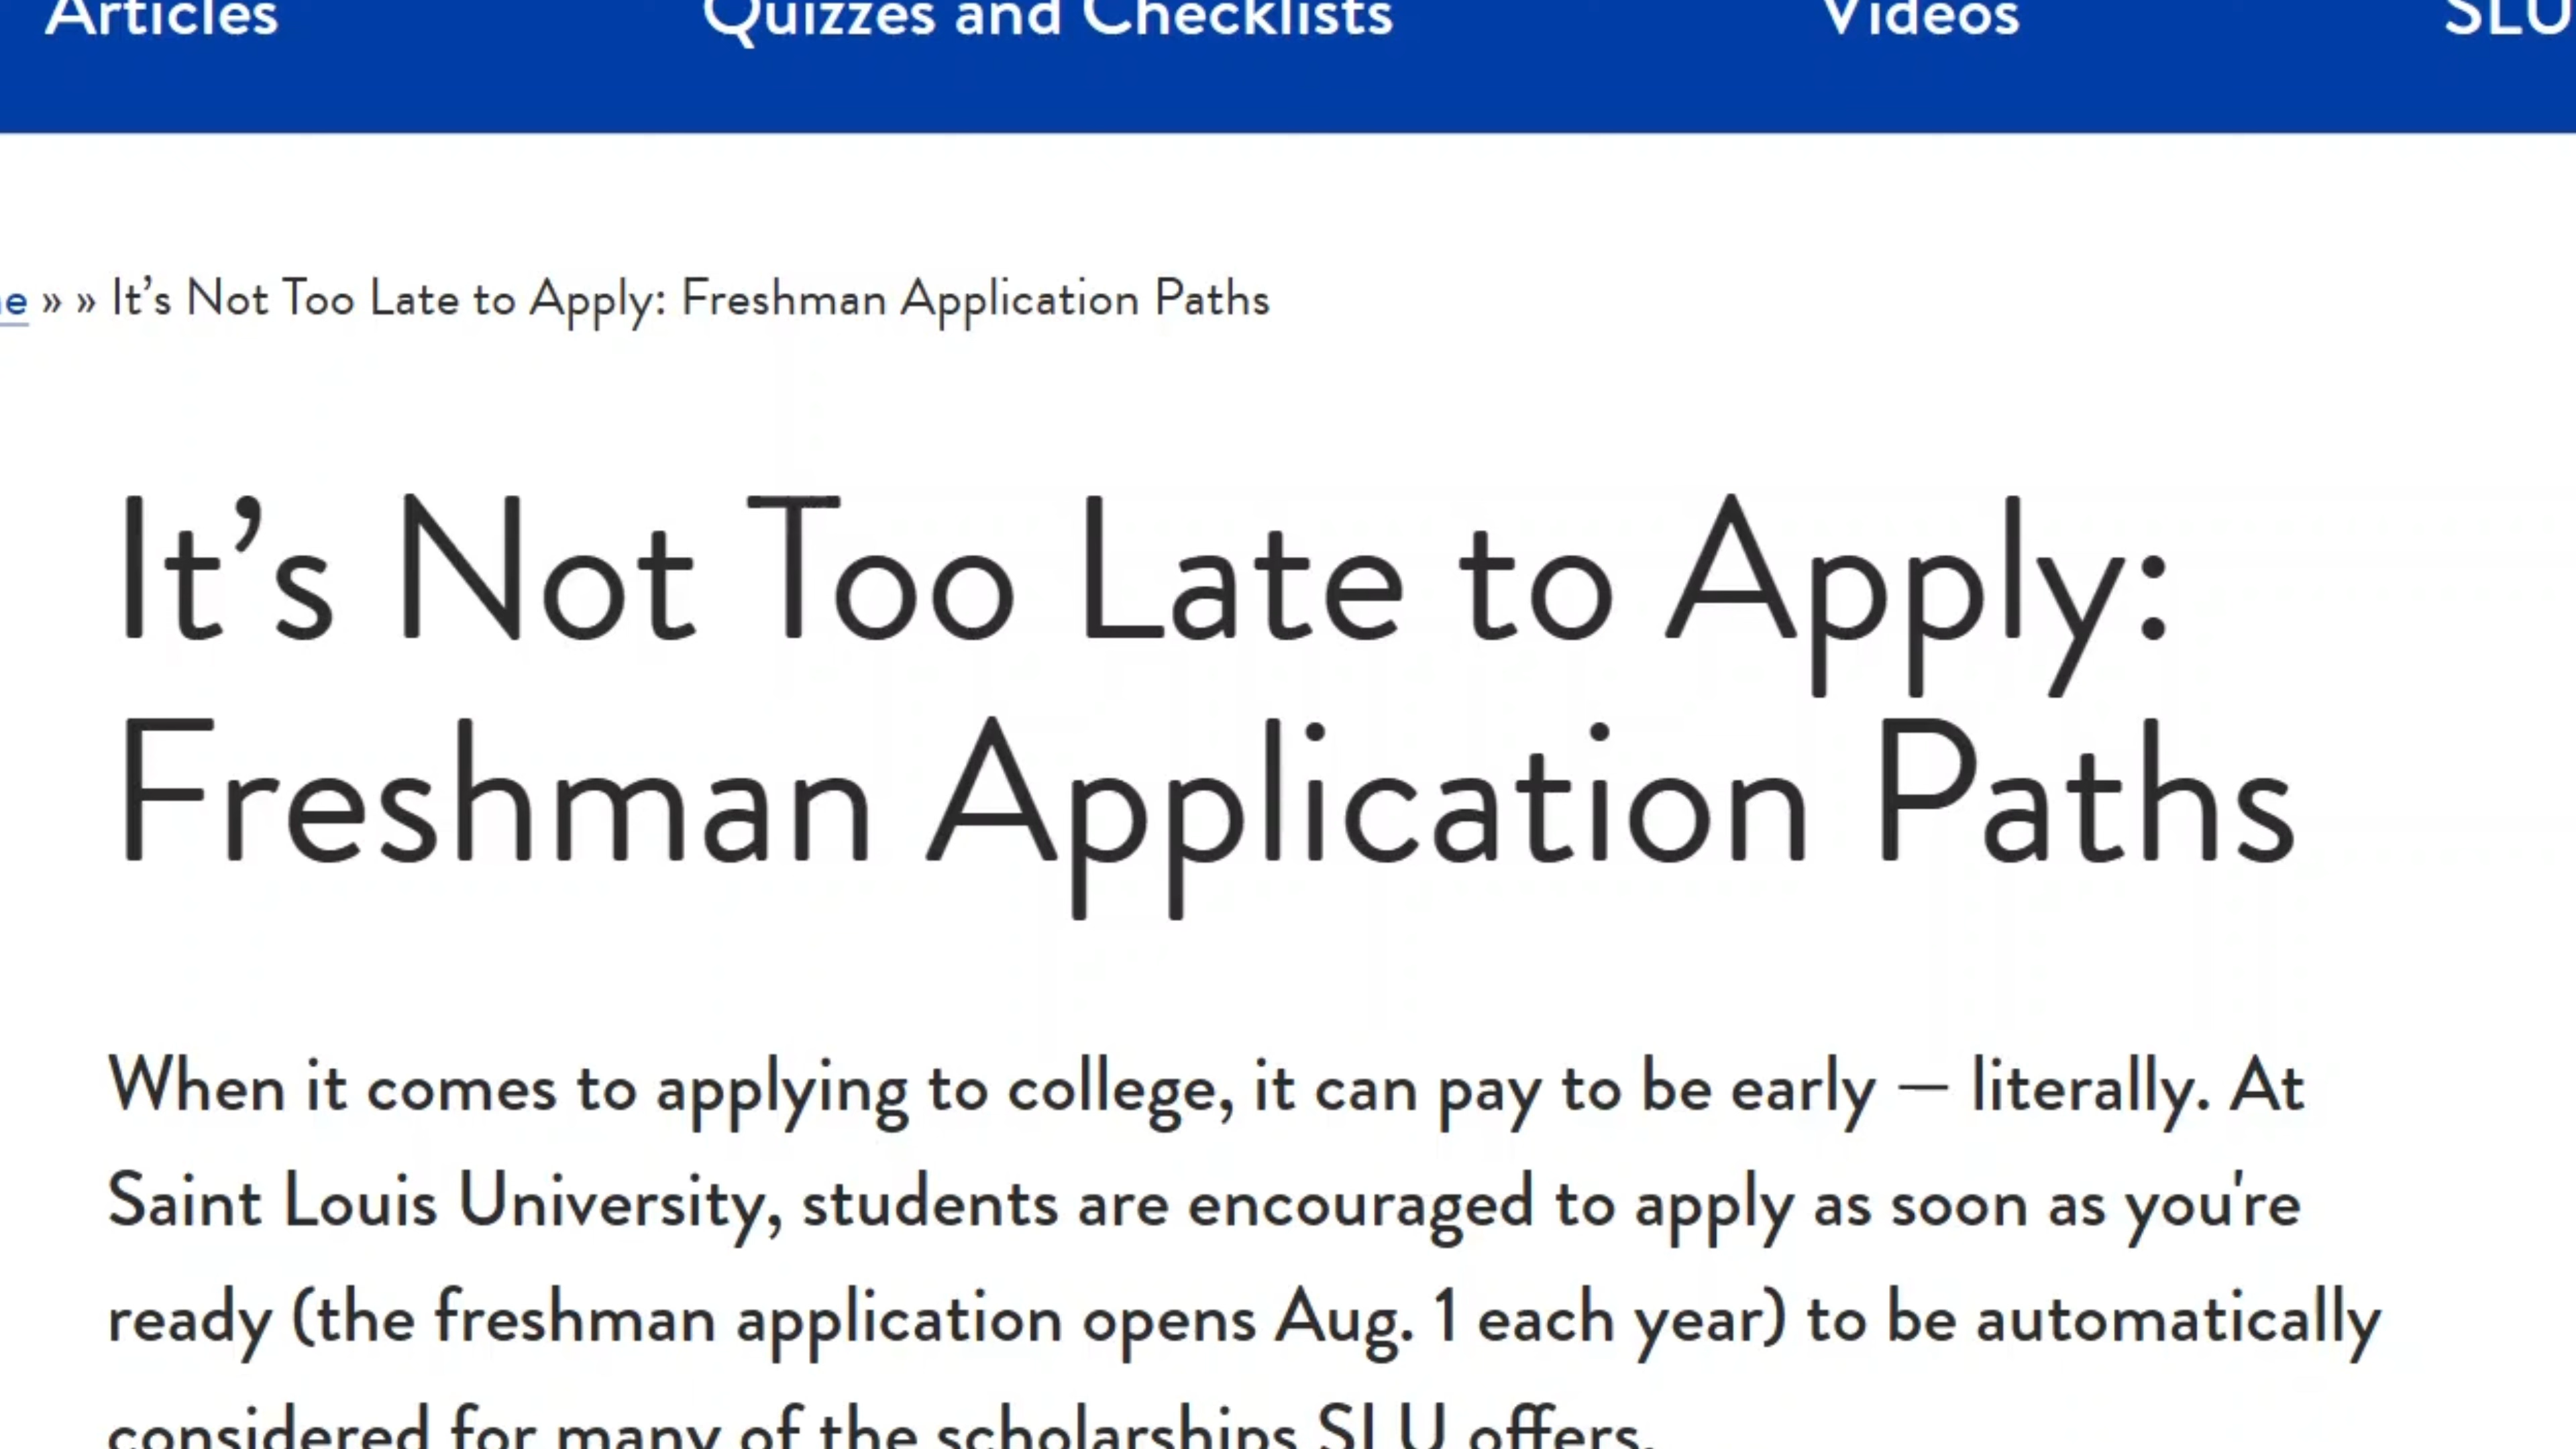 Articles Quizzes and Checklists Videos SLU
e » » It’s Not Too Late to Apply: Freshman Application Paths
It’s Not Too Late to Apply:
Freshman Application Paths
When it comes to applying to college, it can pay to be early — literally. At
Saint Louis University, students are encouraged to apply as soon as you're
ready (the freshman application opens Aug. 1 each year) to be automatically
considered for many of the scholarships SLU offers.